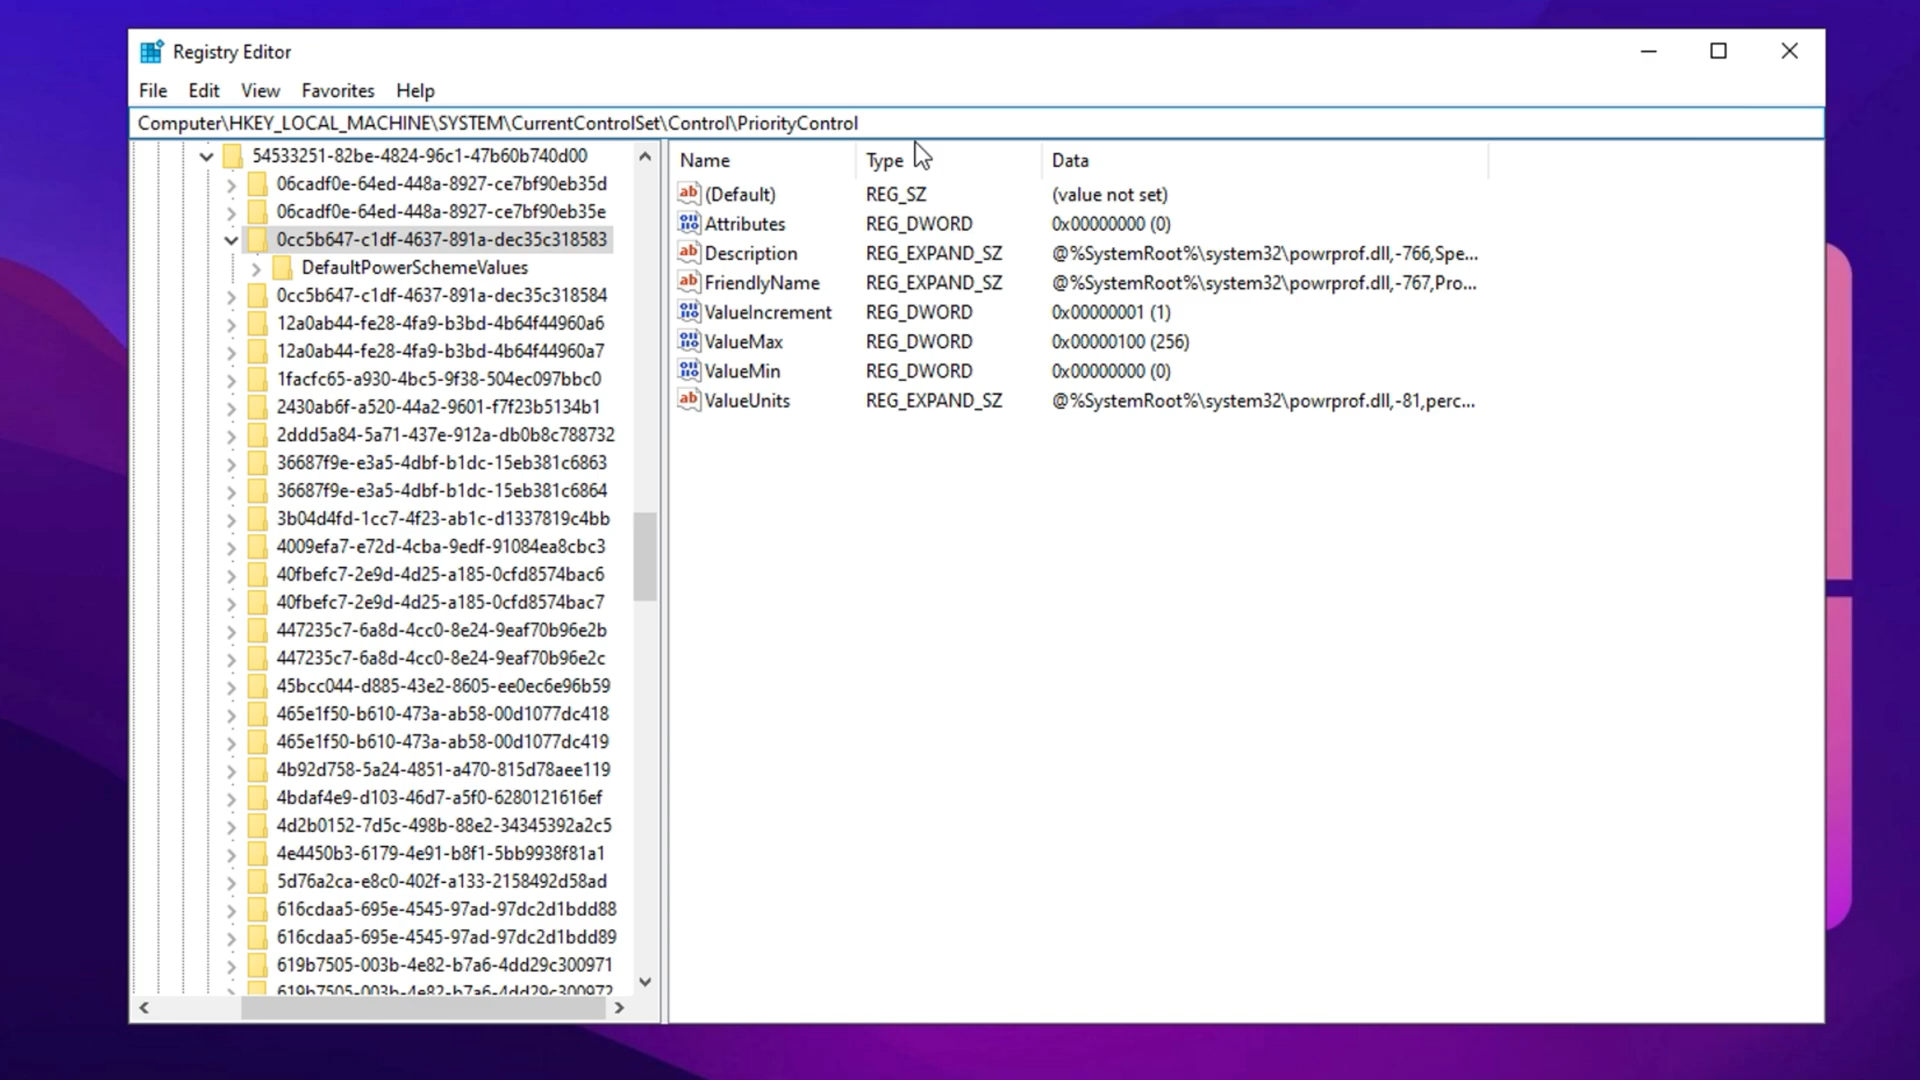 Registry Editor
File Edit View Favorites Help
Computer\HKEY_LOCAL_MACHINE\SYSTEM\CurrentControlSet\Control\PriorityControl
54533251-82be-4824-96c1-47b60b740d00
06cadf0e-64ed-448a-8927-ce7bf90eb35d
06cadf0e-64ed-448a-8927-ce7bf90eb35e
0cc5b647-c1df-4637-891a-dec35c318583
DefaultPowerSchemeValues
0cc5b647-c1df-4637-891a-dec35c318584
12a0ab44-fe28-4fa9-b3bd-4b64f44960a6
12a0ab44-fe28-4fa9-b3bd-4b64f44960a7
1facfc65-a930-4bc5-9f38-504ec097bbc0
2430ab6f-a520-44a2-9601-f7f23b5134b1
2ddd5a84-5a71-437e-912a-db0b8c788732
36687f9e-e3a5-4dbf-b1dc-15eb381c6863
36687f9e-e3a5-4dbf-b1dc-15eb381c6864
3b04d4fd-1cc7-4f23-ab1c-d1337819c4bb
4009efa7-e72d-4cba-9edf-91084ea8cbc3
40fbefc7-2e9d-4d25-a185-0cfd8574bac6
40fbefc7-2e9d-4d25-a185-0cfd8574bac7
447235c7-6a8d-4cc0-8e24-9eaf70b96e2b
447235c7-6a8d-4cc0-8e24-9eaf70b96e2c
45bcc044-d885-43e2-8605-ee0ec6e96b59
465e1f50-b610-473a-ab58-00d1077dc418
465e1f50-b610-473a-ab58-00d1077dc419
4b92d758-5a24-4851-a470-815d78aee119
4bdaf4e9-d103-46d7-a5f0-6280121616ef
4d2b0152-7d5c-498b-88e2-34345392a2c5
4e4450b3-6179-4e91-b8f1-5bb9938f81a1
5d76a2ca-e8c0-402f-a133-2158492d58ad
616cdaa5-695e-4545-97ad-97dc2d1bdd88
616cdaa5-695e-4545-97ad-97dc2d1bdd89
619b7505-003b-4e82-b7a6-4dd29c300971
619b7505-003b-4e82-b7a6-4dd29c300972
Name Type Data
(Default) REG_SZ (value not set)
Attributes REG_DWORD 0x00000000 (0)
Description REG_EXPAND_SZ @%SystemRoot%\system32\powrprof.dll,-766,Spe...
FriendlyName REG_EXPAND_SZ @%SystemRoot%\system32\powrprof.dll,-767,Pro...
ValueIncrement REG_DWORD 0x00000001 (1)
ValueMax REG_DWORD 0x00000100 (256)
ValueMin REG_DWORD 0x00000000 (0)
ValueUnits REG_EXPAND_SZ @%SystemRoot%\system32\powrprof.dll,-81,perc...